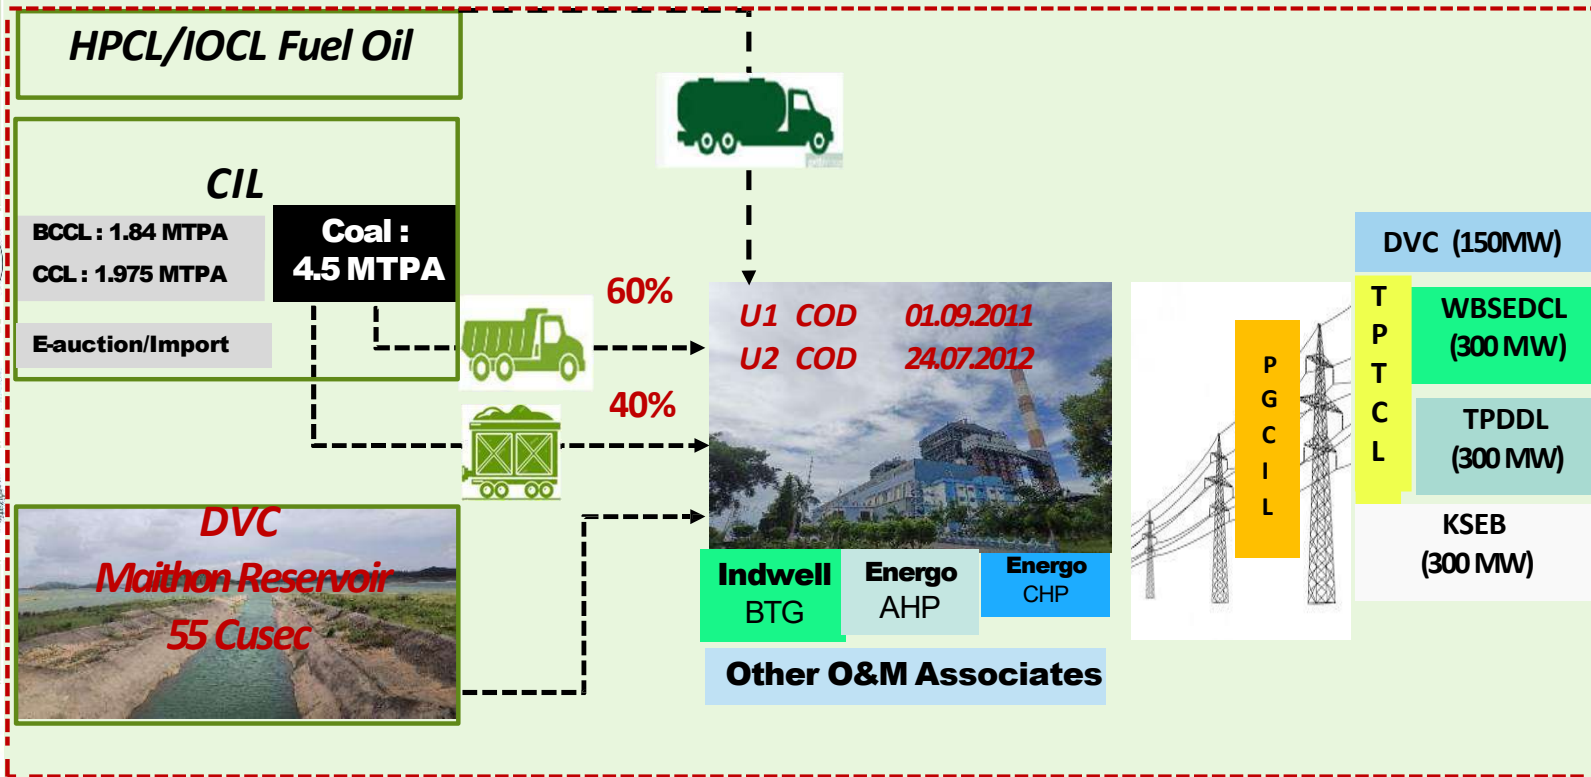 HPCL/IOCL Fuel Oil
CIL
BCCL : 1.84 MTPA
CCL : 1.975 MTPA
E-auction/Import
Coal :
4.5 MTPA
60%
40%
DVC
Maithon Reservoir
55 Cusec
U1 COD 01.09.2011
U2 COD 24.07.2012
Indwell
BTG
Energo
AHP
Energo
CHP
Other O&M Associates
P
G
C
I
L
T
P
T
C
L
DVC (150MW)
WBSEDCL
(300 MW)
TPDDL
(300 MW)
KSEB
(300 MW)